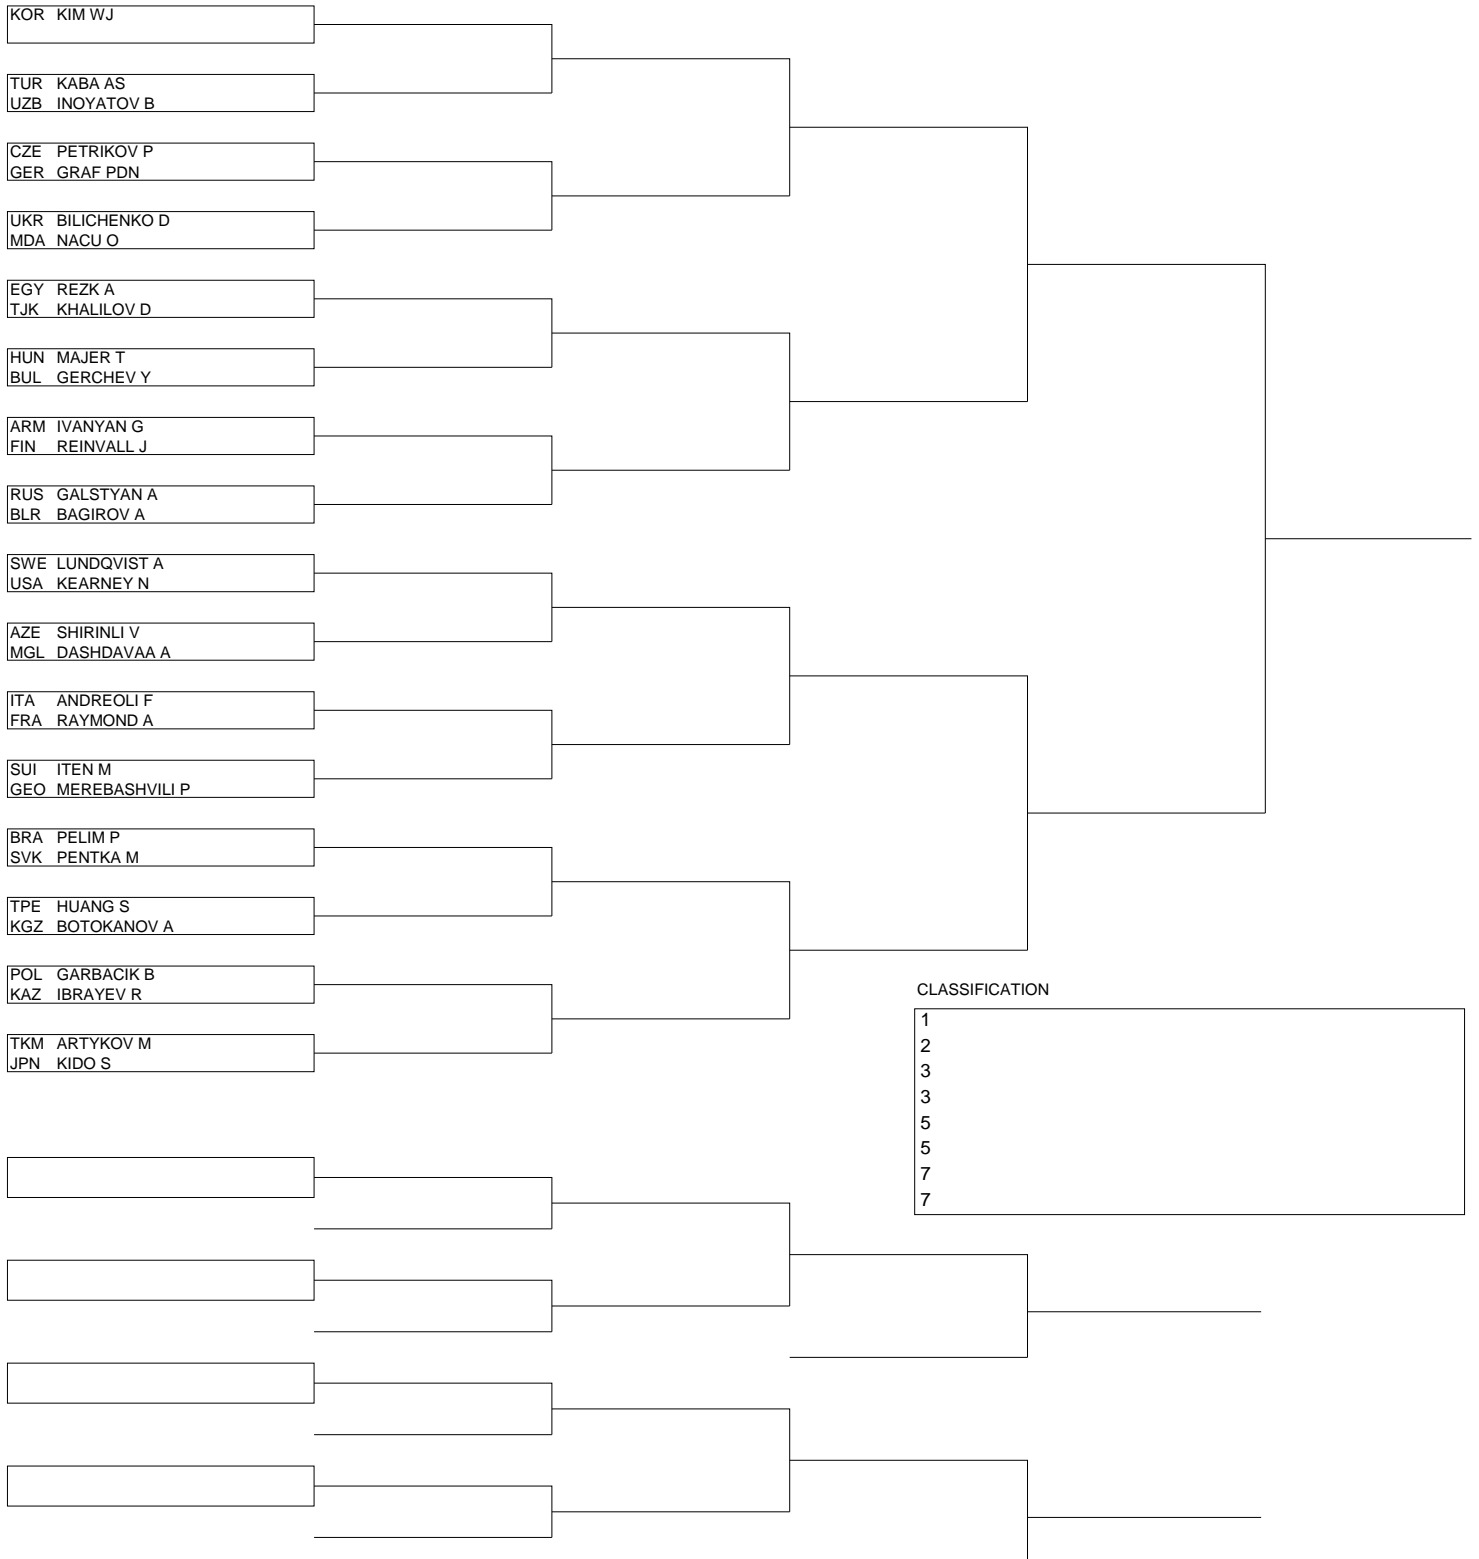 KOR KIM WJ
TUR KABA AS
UZB INOYATOV B
CZE PETRIKOV P
GER GRAF PDN
UKR BILICHENKO D
MDA NACU O
EGY REZK A
TJK KHALILOV D
HUN MAJER T
BUL GERCHEV Y
ARM IVANYAN G
FIN REINVALL J
RUS GALSTYAN A
BLR BAGIROV A
SWE LUNDQVIST A
USA KEARNEY N
AZE SHIRINLI V
MGL DASHDAVAA A
ITA ANDREOLI F
FRA RAYMOND A
SUI ITEN M
GEO MEREBASHVILI P
BRA PELIM P
SVK PENTKA M
TPE HUANG S
KGZ BOTOKANOV A
POL GARBACIK B
KAZ IBRAYEV R
TKM ARTYKOV M
JPN KIDO S
CLASSIFICATION
1
2
3
3
5
5
7
7